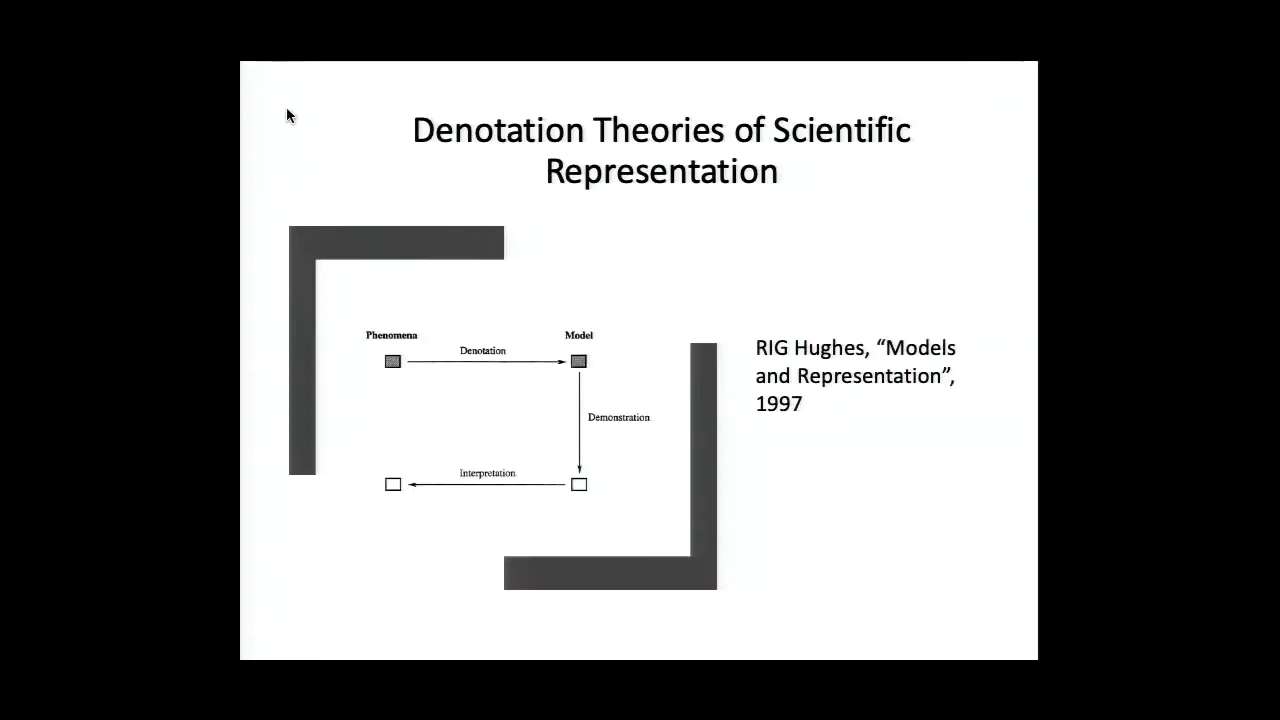 Denotation Theories of Scientific
Representation
Phenomena
Model
Denotation
Demonstration
Interpretation
RIG Hughes, “Models
and Representation”,
1997